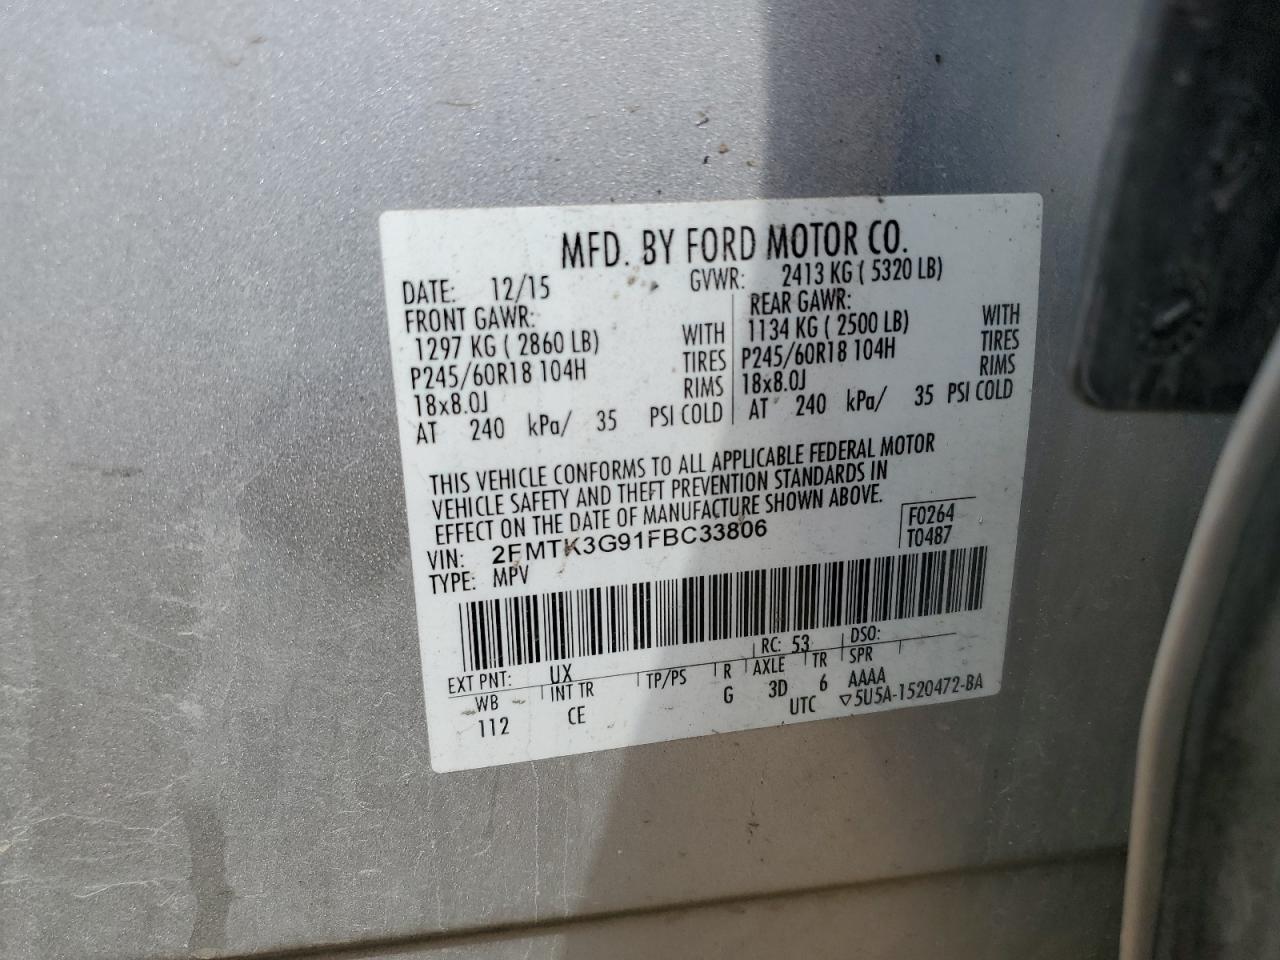 MFD. BY FORD MOTOR CO.
DATE: 12/15 GVWR: 2413 KG ( 5320 LB)
FRONT GAWR: REAR GAWR:
1297 KG ( 2860 LB) WITH 1134 KG ( 2500 LB) WITH
P245/60R18 104H TIRES P245/60R18 104H TIRES
18x8.0J RIMS 18x8.0J RIMS
AT 240 kPa/ 35 PSI COLD AT 240 kPa/ 35 PSI COLD
THIS VEHICLE CONFORMS TO ALL APPLICABLE FEDERAL MOTOR
VEHICLE SAFETY AND THEFT PREVENTION STANDARDS IN
EFFECT ON THE DATE OF MANUFACTURE SHOWN ABOVE.
VIN: 2FMTK3G91FBC33806 F0264
TYPE: MPV T0487
EXT PNT: UX RC: 53 DSO:
WB INT TR TP/PS R AXLE TR SPR
112 CE G 3D 6 AAAA
UTC ▽5U5A-1520472-BA